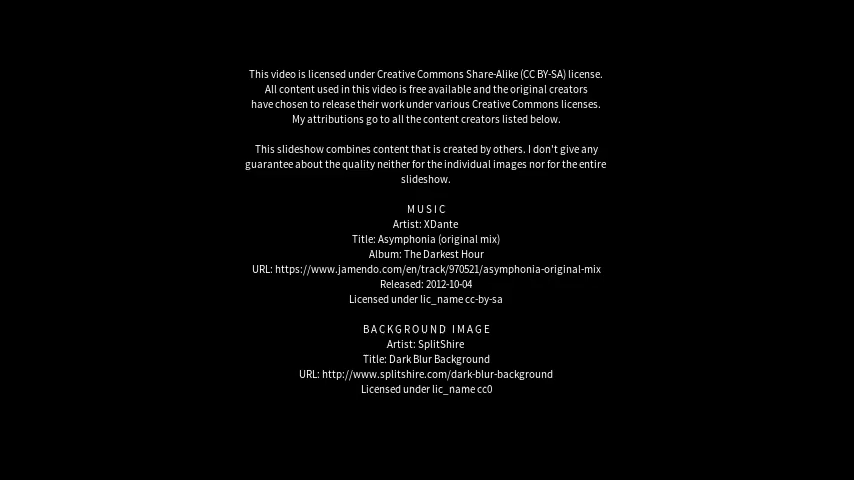 This video is licensed under Creative Commons Share-Alike (CC BY-SA) license.
All content used in this video is free available and the original creators
have chosen to release their work under various Creative Commons licenses.
My attributions go to all the content creators listed below.
This slideshow combines content that is created by others. I don't give any
guarantee about the quality neither for the individual images nor for the entire
slideshow.
MUSIC
Artist: XDante
Title: Asymphonia (original mix)
Album: The Darkest Hour
URL: https://www.jamendo.com/en/track/970521/asymphonia-original-mix
Released: 2012-10-04
Licensed under lic_name cc-by-sa
BACKGROUND IMAGE
Artist: SplitShire
Title: Dark Blur Background
URL: http://www.splitshire.com/dark-blur-background
Licensed under lic_name cc0